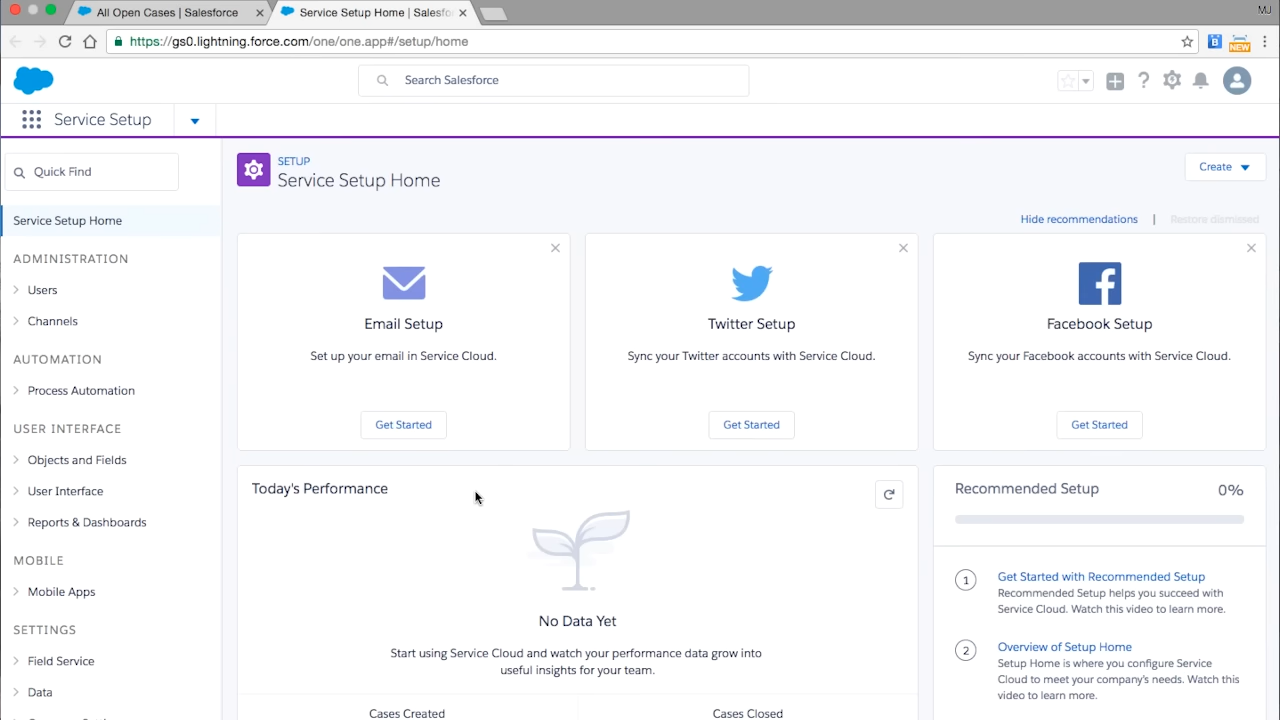 All Open Cases | Salesforce
Service Setup Home | Salesfo
MJ
https://gs0.lightning.force.com/one/one.app#/setup/home
B
NEW
Search Salesforce
Service Setup
Quick Find
SETUP
Service Setup Home
Create
Hide recommendations | Restore dismissed
Service Setup Home
ADMINISTRATION
Users
Channels
AUTOMATION
Process Automation
USER INTERFACE
Objects and Fields
User Interface
Reports & Dashboards
MOBILE
Mobile Apps
SETTINGS
Field Service
Data
Email Setup
Set up your email in Service Cloud.
Get Started
Twitter Setup
Sync your Twitter accounts with Service Cloud.
Get Started
Facebook Setup
Sync your Facebook accounts with Service Cloud.
Get Started
Today's Performance
No Data Yet
Start using Service Cloud and watch your performance data grow into
useful insights for your team.
Cases Created
Cases Closed
Recommended Setup
0%
1
Get Started with Recommended Setup
Recommended Setup helps you succeed with
Service Cloud. Watch this video to learn more.
2
Overview of Setup Home
Setup Home is where you configure Service
Cloud to meet your company's needs. Watch this
video to learn more.